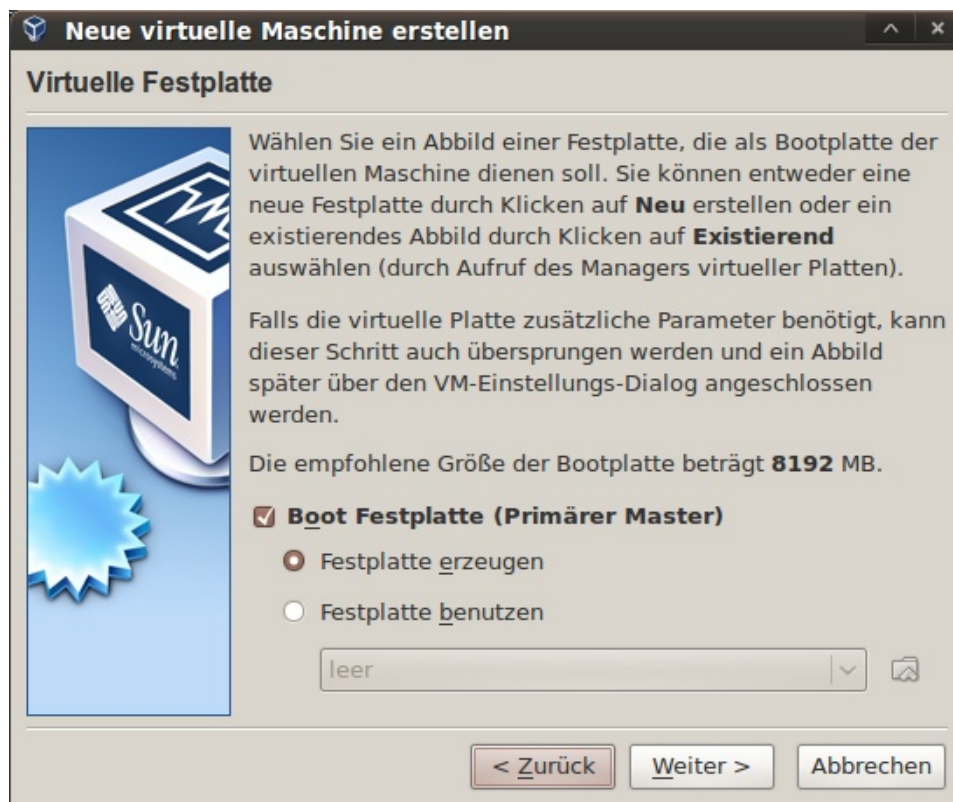 Neue virtuelle Maschine erstellen
Virtuelle Festplatte
Wählen Sie ein Abbild einer Festplatte, die als Bootplatte der
virtuellen Maschine dienen soll. Sie können entweder eine
neue Festplatte durch Klicken auf Neu erstellen oder ein
existierendes Abbild durch Klicken auf Existierend
auswählen (durch Aufruf des Managers virtueller Platten).
Falls die virtuelle Platte zusätzliche Parameter benötigt, kann
dieser Schritt auch übersprungen werden und ein Abbild
später über den VM-Einstellungs-Dialog angeschlossen
werden.
Die empfohlene Größe der Bootplatte beträgt 8192 MB.
Sun
microsystems
Boot Festplatte (Primärer Master)
Festplatte erzeugen
Festplatte benutzen
leer
< Zurück
Weiter >
Abbrechen